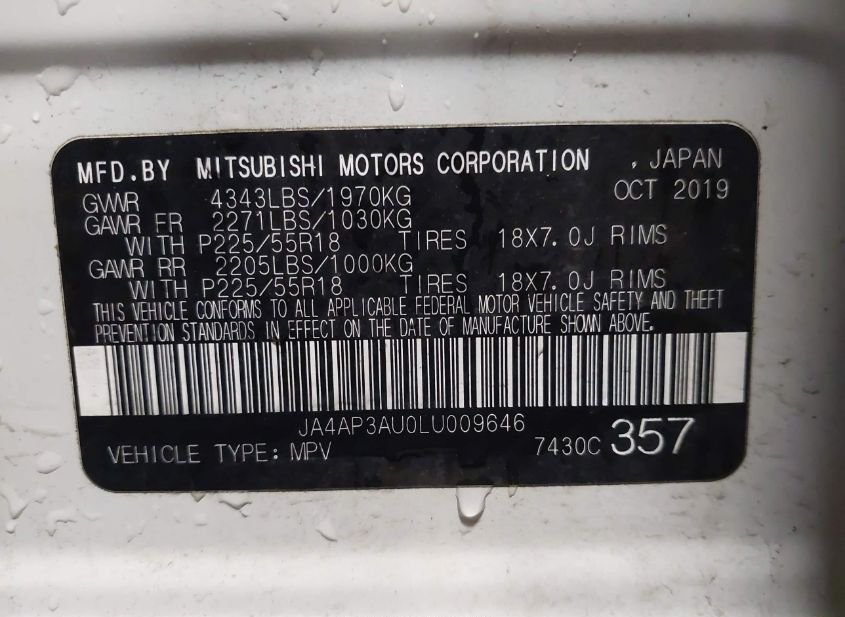 MFD.BY MITSUBISHI MOTORS CORPORATION , JAPAN
GVWR 4343LBS/1970KG OCT 2019
GAWR FR 2271LBS/1030KG
WITH P225/55R18 TIRES 18X7.0J RIMS
GAWR RR 2205LBS/1000KG
WITH P225/55R18 TIRES 18X7.0J RIMS
THIS VEHICLE CONFORMS TO ALL APPLICABLE FEDERAL MOTOR VEHICLE SAFETY AND THEFT
PREVENTION STANDARDS IN EFFECT ON THE DATE OF MANUFACTURE SHOWN ABOVE.
JA4AP3AU0LU009646
VEHICLE TYPE: MPV 7430C 357